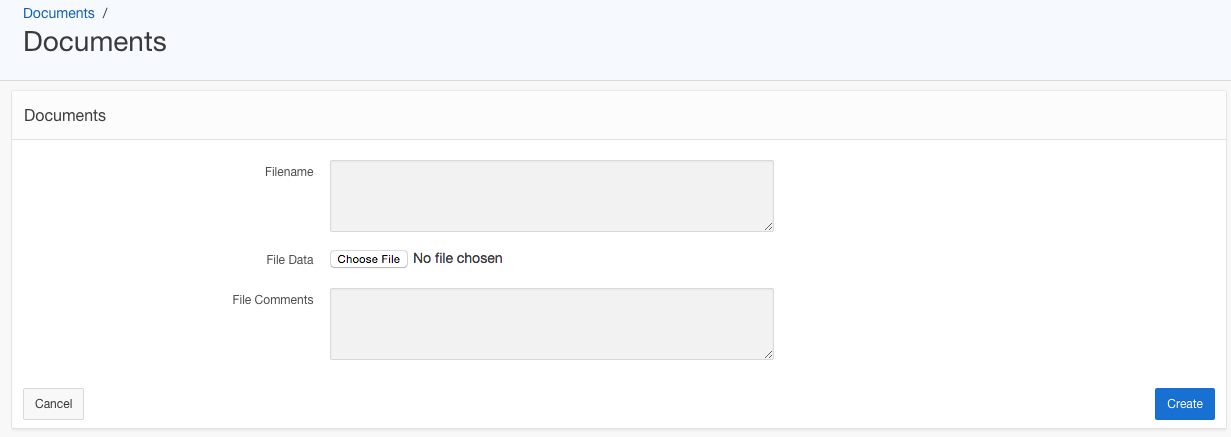 Documents /
Documents
Documents
Filename
File Data Choose File No file chosen
File Comments
Cancel Create